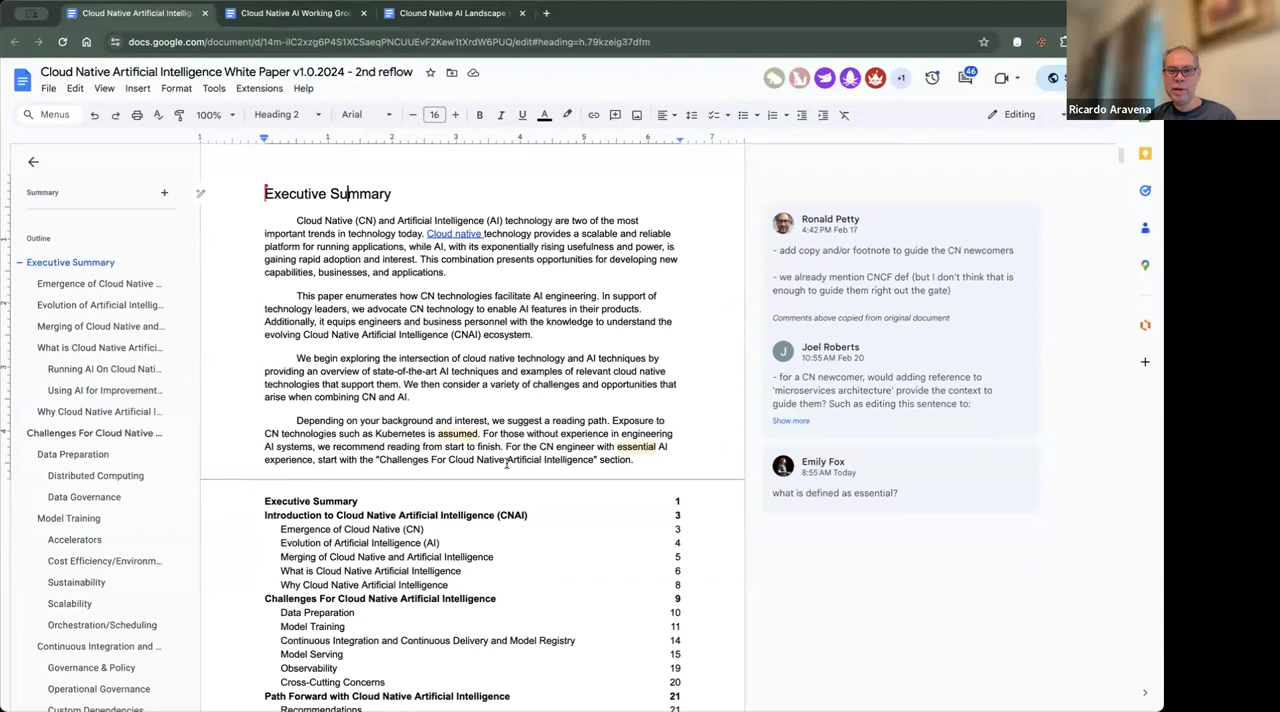 Cloud Native Artificial Intellig
Cloud Native AI Working Gro
Clound Native AI Landscape
docs.google.com/document/d/14m-ilC2xzg6P4S1XCSaeqPNCUUEvF2Kew1tXrdW6PUQ/edit#heading=h.79kzeig37dfm
Cloud Native Artificial Intelligence White Paper v1.0.2024 - 2nd reflow
+1
46
File Edit View Insert Format Tools Extensions Help
Menus 100% Heading 2 Arial 16 B I U A Editing
Ricardo Aravena
1 1 2 3 4 5 6 7
Summary
Outline
Executive Summary
Emergence of Cloud Native ...
Evolution of Artificial Intellig...
Merging of Cloud Native and...
What is Cloud Native Artifici...
Running AI On Cloud Nati...
Using AI for Improvement...
Why Cloud Native Artificial I...
Challenges For Cloud Native ...
Data Preparation
Distributed Computing
Data Governance
Model Training
Accelerators
Cost Efficiency/Environm...
Sustainability
Scalability
Orchestration/Scheduling
Continuous Integration and ...
Governance & Policy
Operational Governance
Custom Dependencies
Executive Summary
Cloud Native (CN) and Artificial Intelligence (AI) technology are two of the most
important trends in technology today. Cloud native technology provides a scalable and reliable
platform for running applications, while AI, with its exponentially rising usefulness and power, is
gaining rapid adoption and interest. This combination presents opportunities for developing new
capabilities, businesses, and applications.
This paper enumerates how CN technologies facilitate AI engineering. In support of
technology leaders, we advocate CN technology to enable AI features in their products.
Additionally, it equips engineers and business personnel with the knowledge to understand the
evolving Cloud Native Artificial Intelligence (CNAI) ecosystem.
We begin exploring the intersection of cloud native technology and AI techniques by
providing an overview of state-of-the-art AI techniques and examples of relevant cloud native
technologies that support them. We then consider a variety of challenges and opportunities that
arise when combining CN and AI.
Depending on your background and interest, we suggest a reading path. Exposure to
CN technologies such as Kubernetes is assumed. For those without experience in engineering
AI systems, we recommend reading from start to finish. For the CN engineer with essential AI
experience, start with the "Challenges For Cloud Native Artificial Intelligence" section.
Executive Summary 1
Introduction to Cloud Native Artificial Intelligence (CNAI) 3
Emergence of Cloud Native (CN) 3
Evolution of Artificial Intelligence (AI) 4
Merging of Cloud Native and Artificial Intelligence 5
What is Cloud Native Artificial Intelligence 6
Why Cloud Native Artificial Intelligence 8
Challenges For Cloud Native Artificial Intelligence 9
Data Preparation 10
Model Training 11
Continuous Integration and Continuous Delivery and Model Registry 14
Model Serving 15
Observability 19
Cross-Cutting Concerns 20
Path Forward with Cloud Native Artificial Intelligence 21
Recommendations 21
Ronald Petty
4:42 PM Feb 17
- add copy and/or footnote to guide the CN newcomers
- we already mention CNCF def (but I don't think that is
enough to guide them right out the gate)
Comments above copied from original document
J
Joel Roberts
10:55 AM Feb 20
- for a CN newcomer, would adding reference to
'microservices architecture' provide the context to
guide them? Such as editing this sentence to:
Show more
Emily Fox
8:55 AM Today
what is defined as essential?